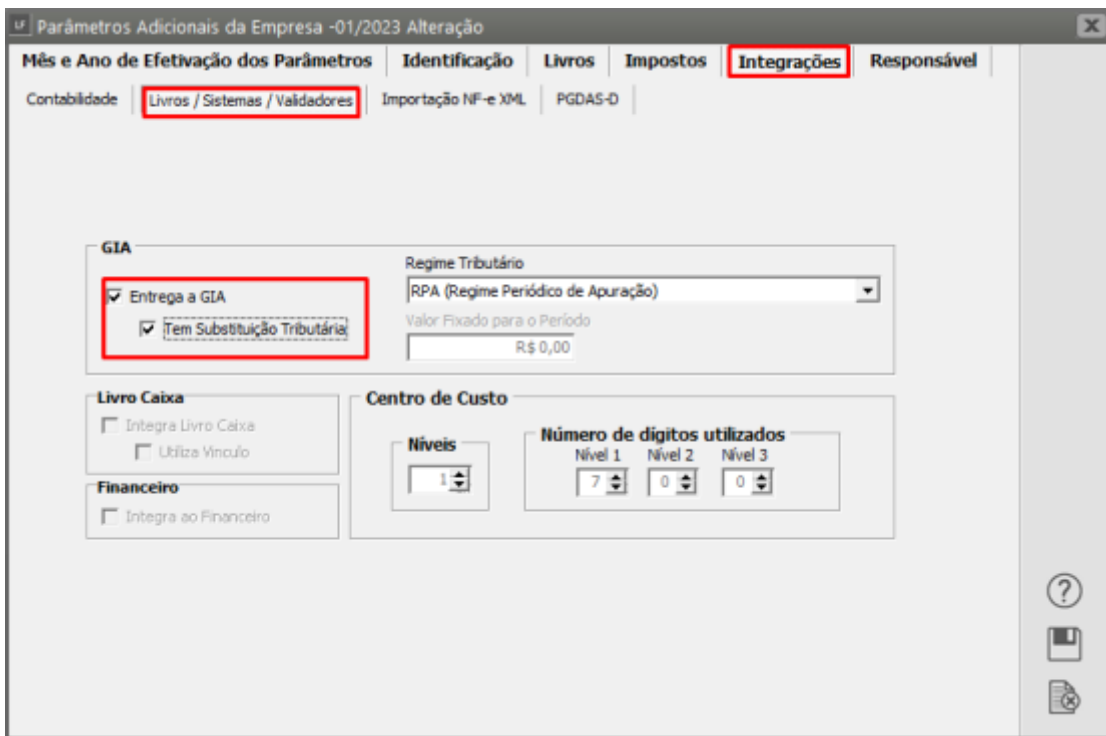 LF Parâmetros Adicionais da Empresa -01/2023 Alteração
Mês e Ano de Efetivação dos Parâmetros Identificação Livros Impostos Integrações Responsável
Contabilidade Livros / Sistemas / Validadores Importação NF-e XML PGDAS-D
GIA
Regime Tributário
Entrega a GIA RPA (Regime Periódico de Apuração)
Tem Substituição Tributária Valor Fixado para o Período
R$ 0,00
Livro Caixa Centro de Custo
Integra Livro Caixa
Utiliza Vinculo
Níveis Número de dígitos utilizados
Nível 1 Nível 2 Nível 3
1 7 0 0
Financeiro
Integra ao Financeiro
?